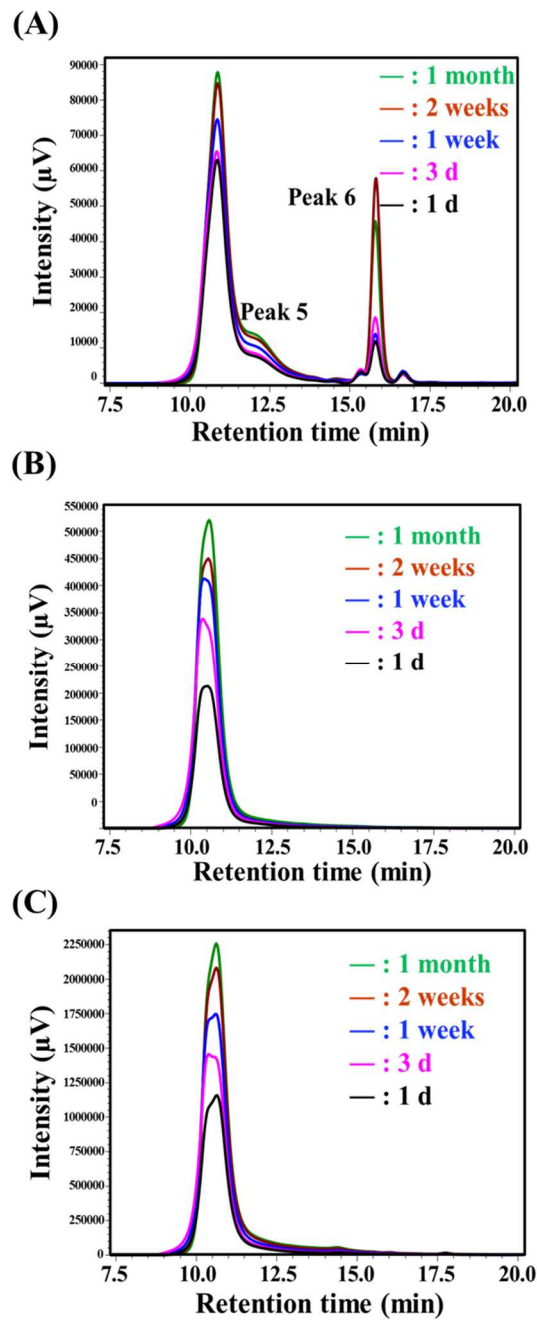 (A)
90000
80000
70000
60000
50000
40000
30000
20000
10000
0
Intensity (µV)
: 1 month
: 2 weeks
: 1 week
: 3 d
: 1 d
Peak 6
Peak 5
7.5 10.0 12.5 15.0 17.5 20.0
Retention time (min)
(B)
550000
500000
450000
400000
350000
300000
250000
200000
150000
100000
50000
0
Intensity (µV)
: 1 month
: 2 weeks
: 1 week
: 3 d
: 1 d
7.5 10.0 12.5 15.0 17.5 20.0
Retention time (min)
(C)
2250000
2000000
1750000
1500000
1250000
1000000
750000
500000
250000
0
Intensity (µV)
: 1 month
: 2 weeks
: 1 week
: 3 d
: 1 d
7.5 10.0 12.5 15.0 17.5 20.0
Retention time (min)